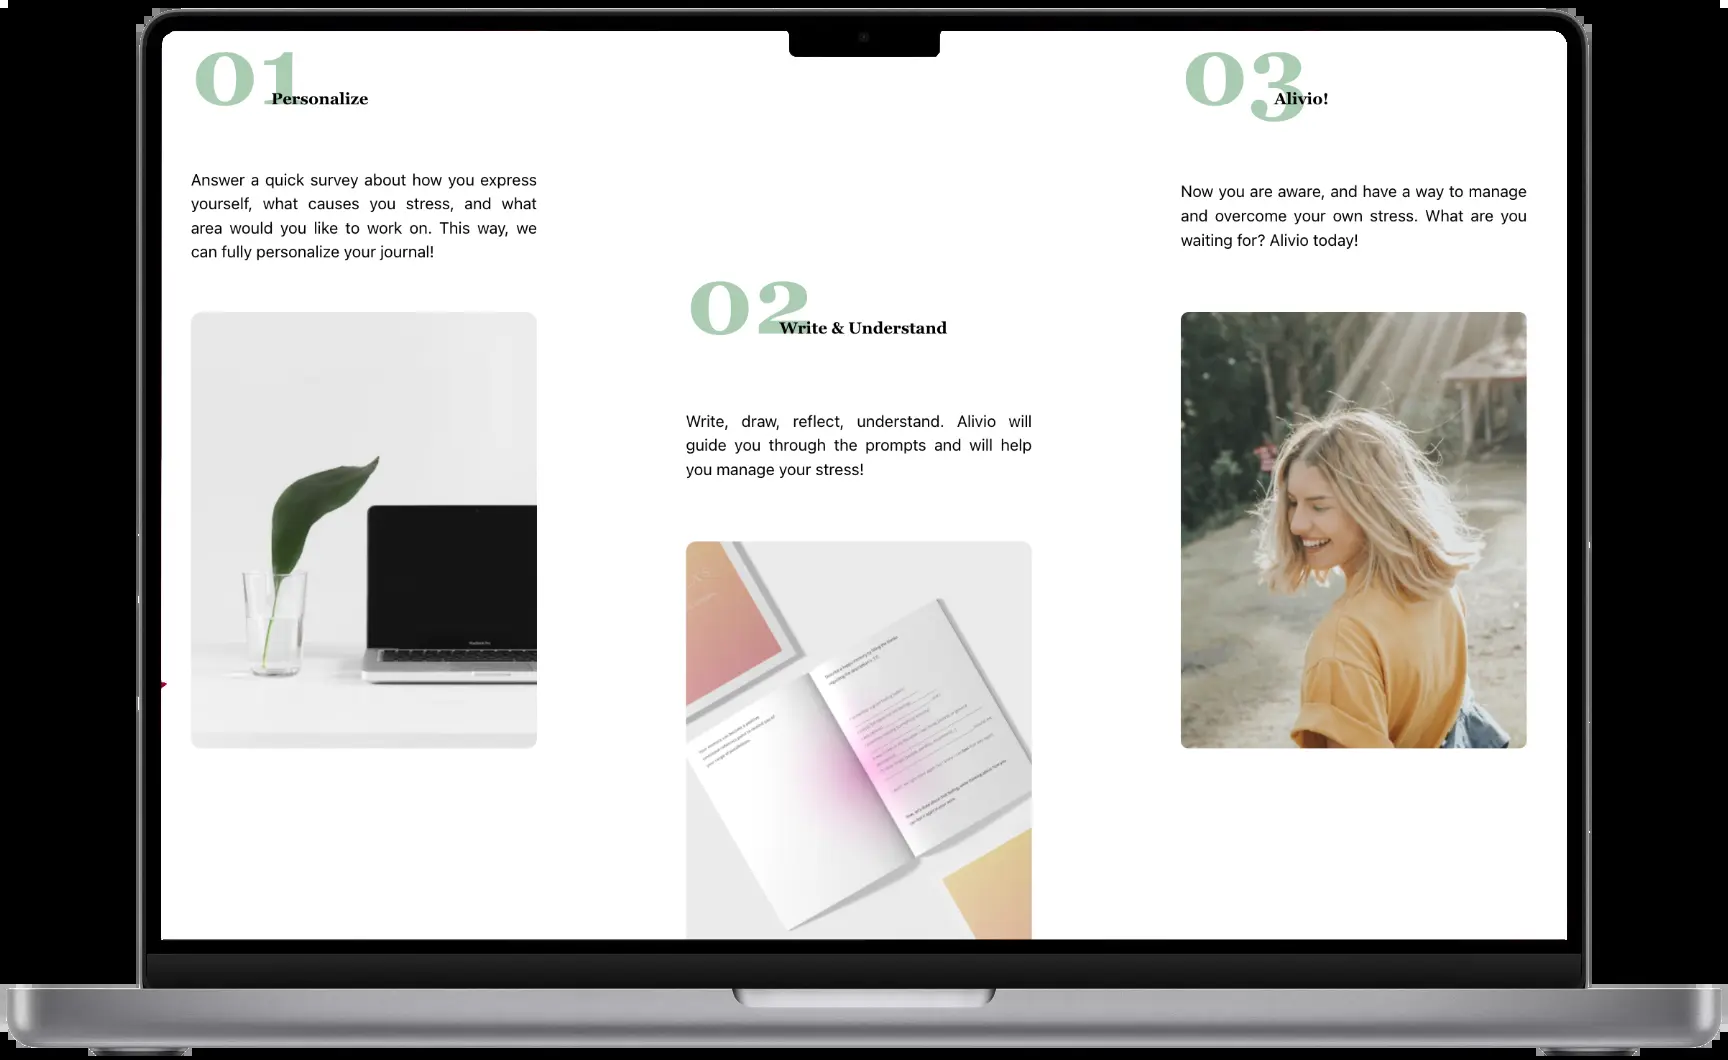 01
Personalize
Answer a quick survey about how you express
yourself, what causes you stress, and what
area would you like to work on. This way, we
can fully personalize your journal!
02
Write & Understand
Write, draw, reflect, understand. Alivio will
guide you through the prompts and will help
you manage your stress!
03
Alivio!
Now you are aware, and have a way to manage
and overcome your own stress. What are you
waiting for? Alivio today!